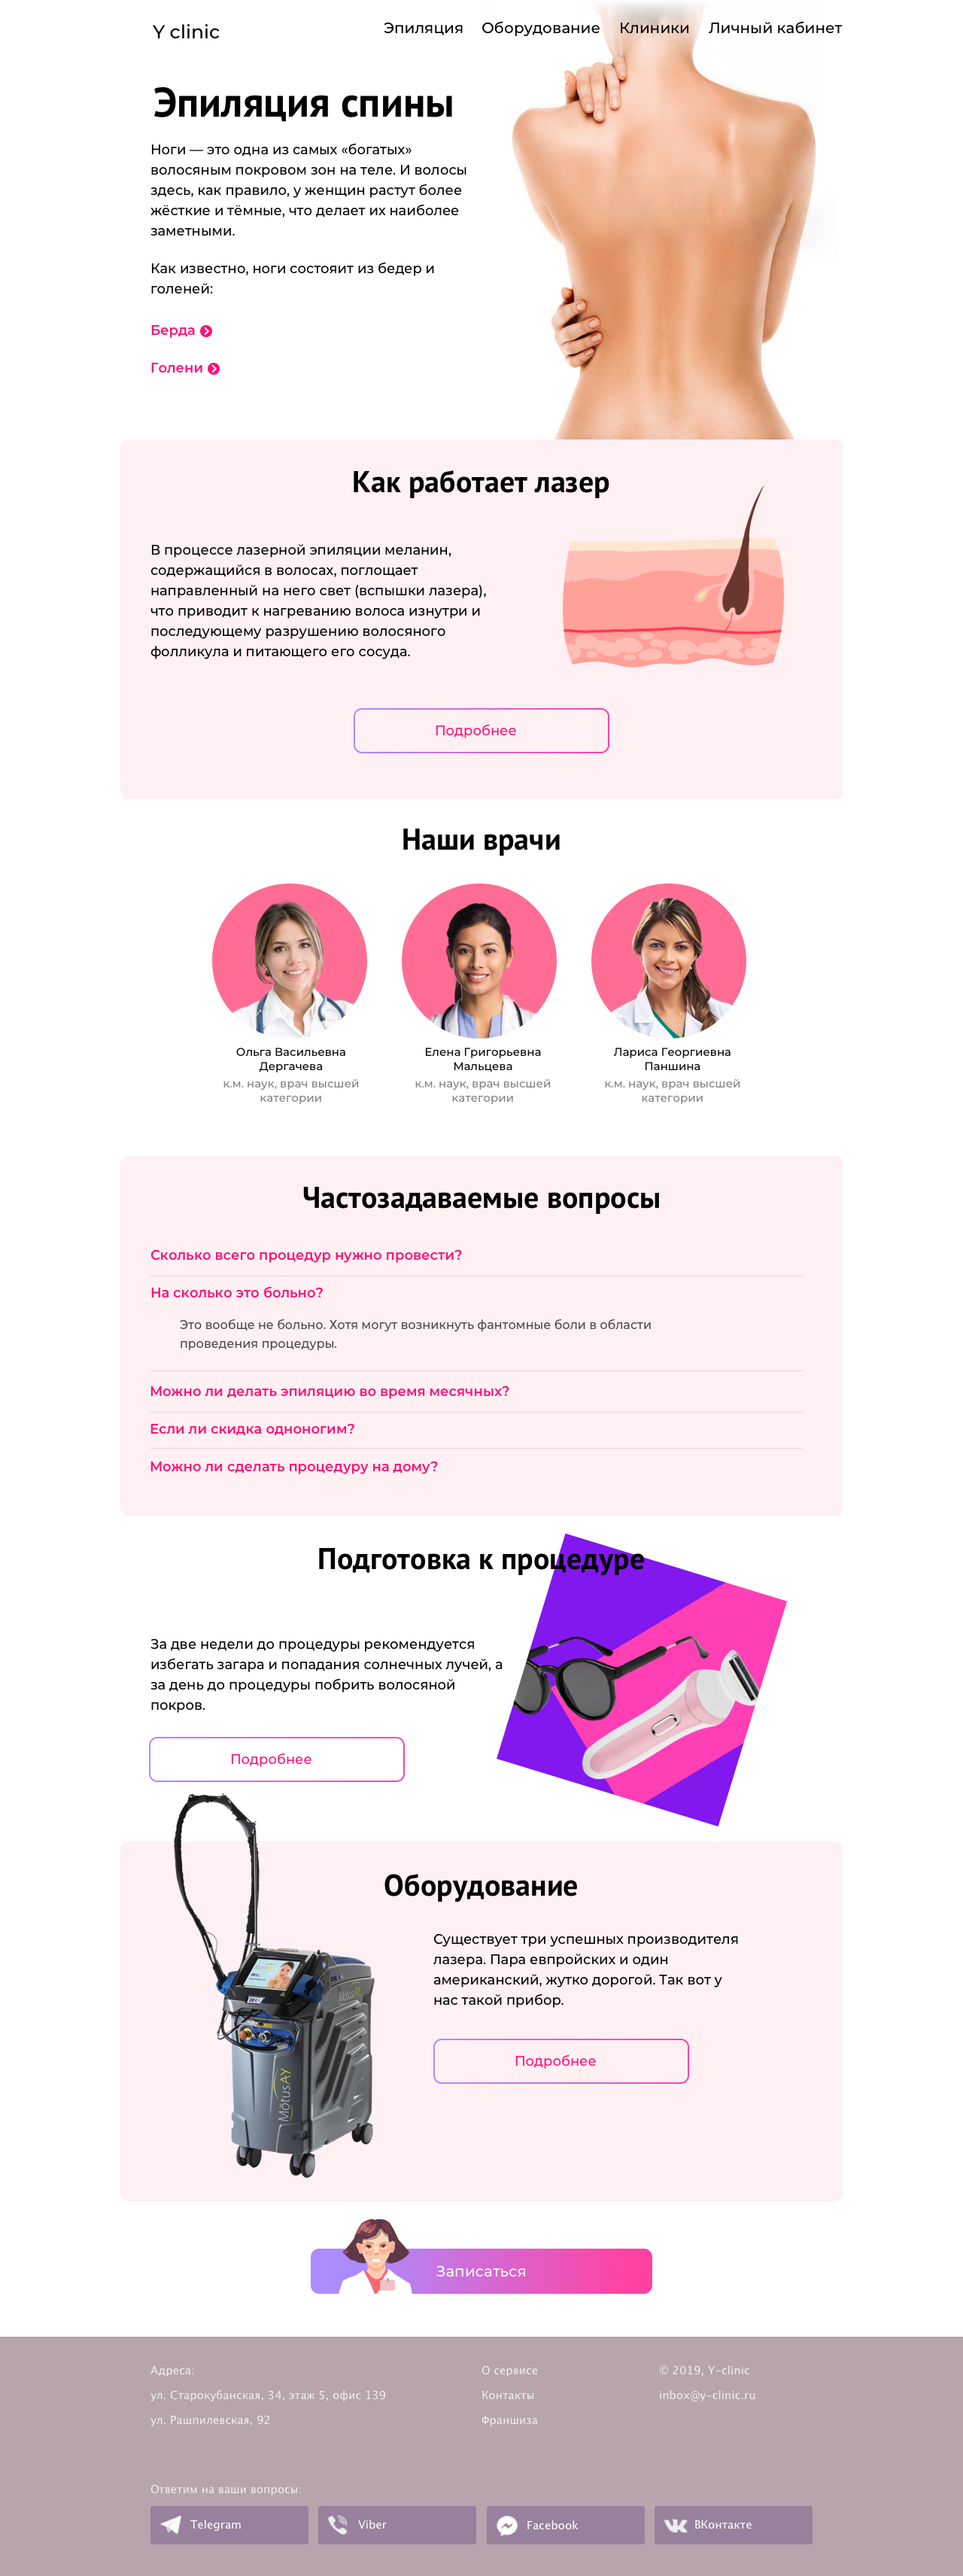 Y clinic
Эпиляция Оборудование Клиники Личный кабинет
Эпиляция спины
Ноги — это одна из самых «богатых»
волосяным покровом зон на теле. И волосы
здесь, как правило, у женщин растут более
жёсткие и тёмные, что делает их наиболее
заметными.
Как известно, ноги состояит из бедер и
голеней:
Берда
Голени
Как работает лазер
В процессе лазерной эпиляции меланин,
содержащийся в волосах, поглощает
направленный на него свет (вспышки лазера),
что приводит к нагреванию волоса изнутри и
последующему разрушению волосяного
фолликула и питающего его сосуда.
Подробнее
Наши врачи
Ольга Васильевна
Дергачева
к.м. наук, врач высшей
категории
Елена Григорьевна
Мальцева
к.м. наук, врач высшей
категории
Лариса Георгиевна
Паншина
к.м. наук, врач высшей
категории
Частозадаваемые вопросы
Сколько всего процедур нужно провести?
На сколько это больно?
Это вообще не больно. Хотя могут возникнуть фантомные боли в области
проведения процедуры.
Можно ли делать эпиляцию во время месячных?
Если ли скидка одноногим?
Можно ли сделать процедуру на дому?
Подготовка к процедуре
За две недели до процедуры рекомендуется
избегать загара и попадания солнечных лучей, а
за день до процедуры побрить волосяной
покров.
Подробнее
Оборудование
Существует три успешных производителя
лазера. Пара евпройских и один
американский, жутко дорогой. Так вот у
нас такой прибор.
Подробнее
MötusAY
MötusAY
Записаться
Адреса:
ул. Старокубанская, 34, этаж 5, офис 139
ул. Рашпилевская, 92
О сервисе
Контакты
Франшиза
© 2019, Y-clinic
inbox@y-clinic.ru
Ответим на ваши вопросы:
Telegram
Viber
Facebook
ВКонтакте